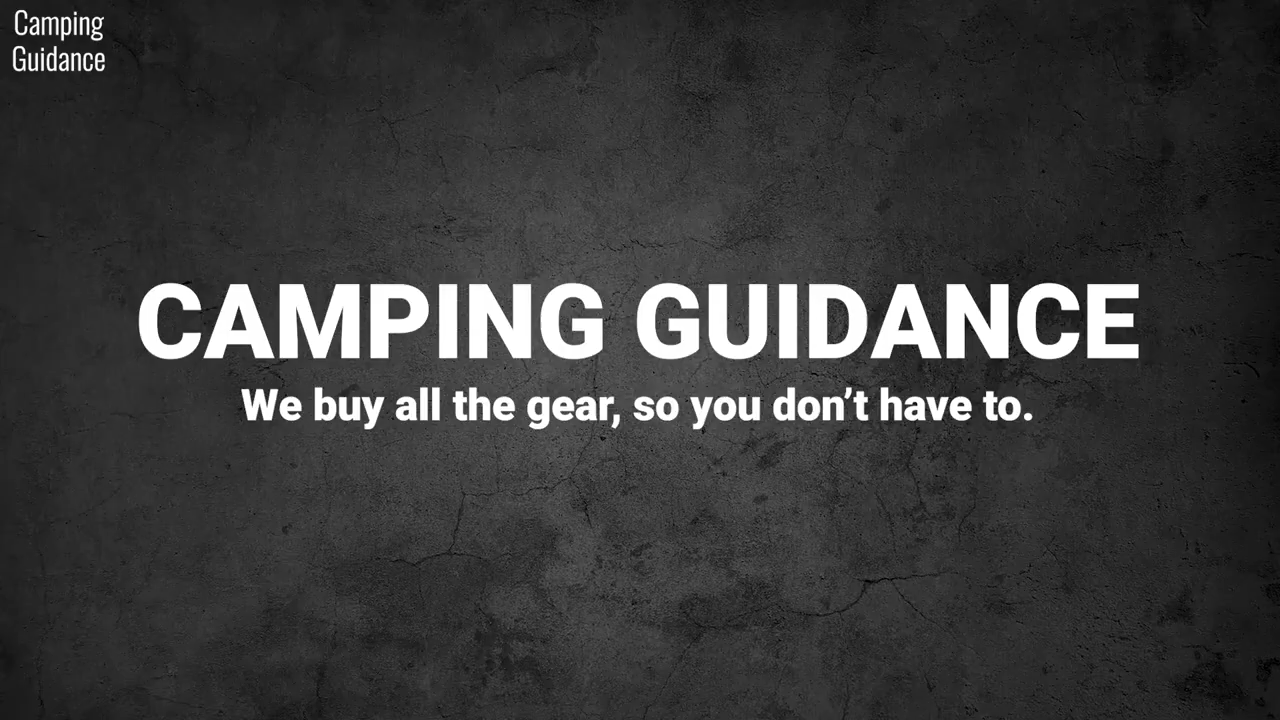 Camping
Guidance
CAMPING GUIDANCE
We buy all the gear, so you don’t have to.